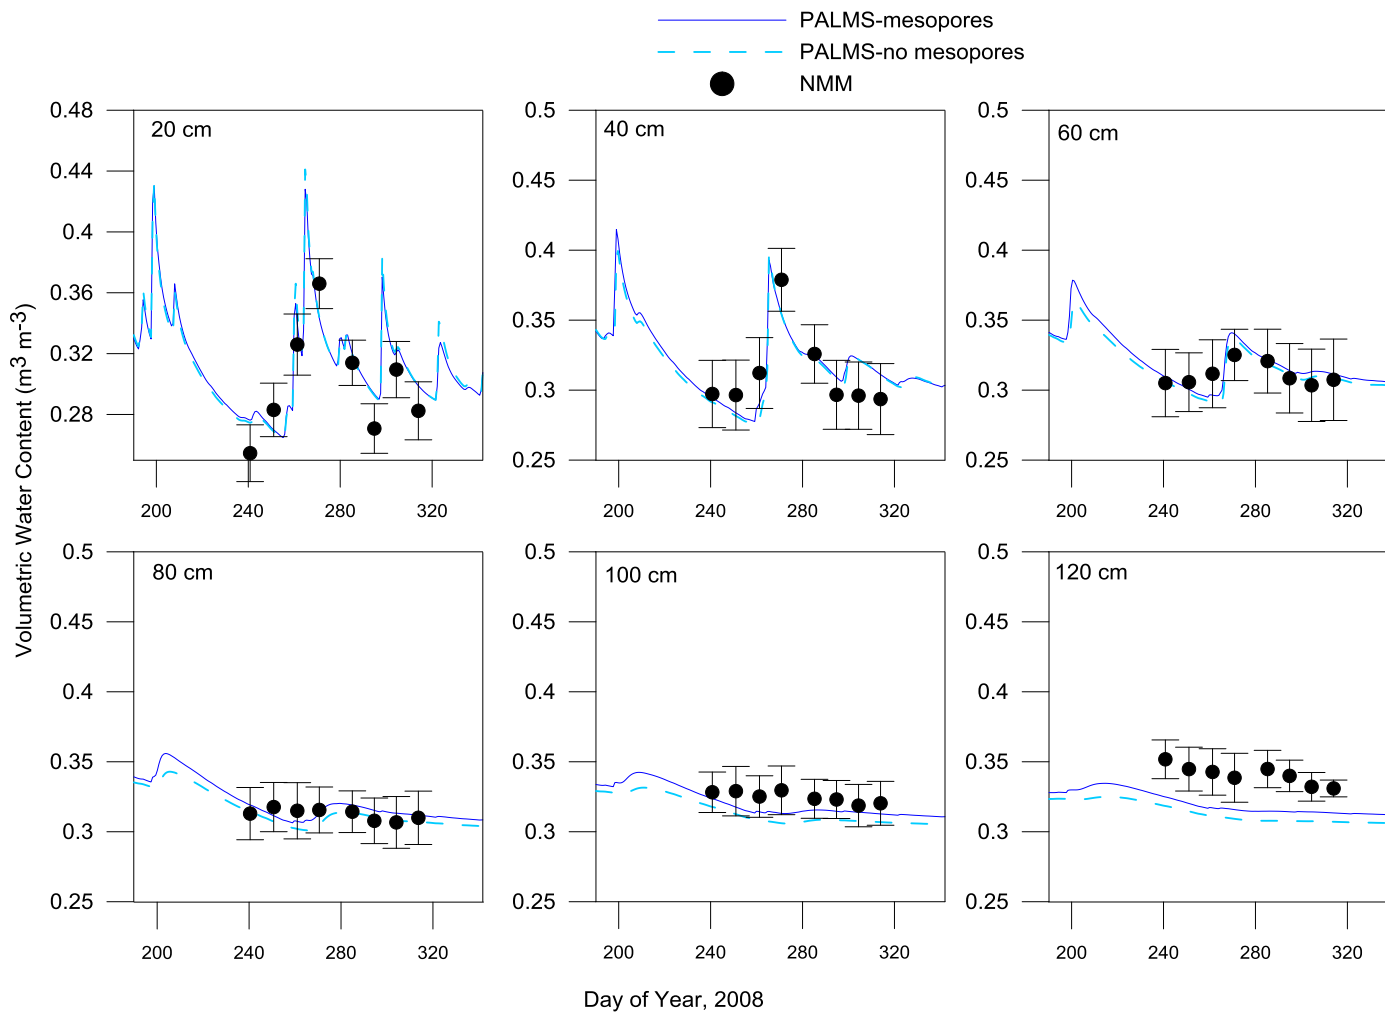 PALMS-mesopores
PALMS-no mesopores
NMM
Volumetric Water Content (m3 m-3)
20 cm
0.48
0.44
0.4
0.36
0.32
0.28
200 240 280 320
40 cm
0.5
0.45
0.4
0.35
0.3
0.25
200 240 280 320
60 cm
0.5
0.45
0.4
0.35
0.3
0.25
200 240 280 320
80 cm
0.5
0.45
0.4
0.35
0.3
0.25
200 240 280 320
100 cm
0.5
0.45
0.4
0.35
0.3
0.25
200 240 280 320
120 cm
0.5
0.45
0.4
0.35
0.3
0.25
200 240 280 320
Day of Year, 2008